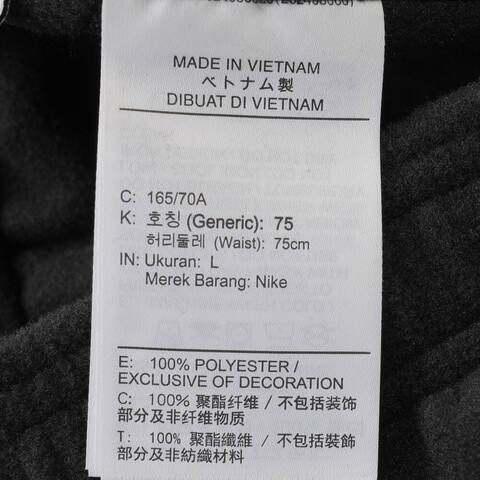 MADE IN VIETNAM
ベトナム製
DIBUAT DI VIETNAM
C: 165/70A
K: 호칭 (Generic): 75
허리둘레 (Waist): 75cm
IN: Ukuran: L
Merek Barang: Nike
E: 100% POLYESTER /
EXCLUSIVE OF DECORATION
C: 100% 聚酯纤维 / 不包括装饰
部分及非纤维物质
T: 100% 聚酯纖維 / 不包括裝飾
部分及非紡織材料